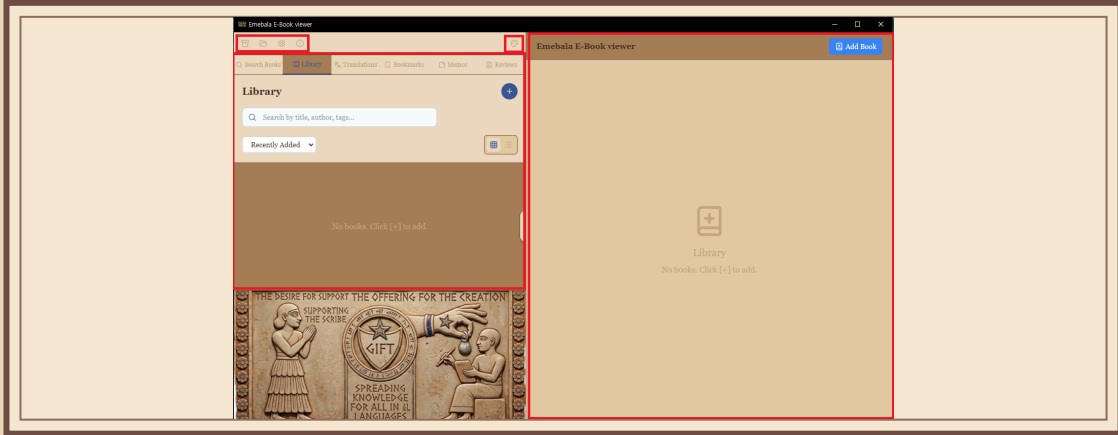 Emebala E-Book viewer
Search Books
Library
Translations
Bookmarks
Memos
Reviews
Library
Search by title, author, tags...
Recently Added
No books. Click [+] to add.
THE DESIRE FOR SUPPORT THE OFFERING FOR THE CREATION
SUPPORTING
THE SCRIBE
GIFT
SPREADING
KNOWLEDGE
FOR ALL IN
LANGUAGES
Emebala E-Book viewer
Add Book
Library
No books. Click [+] to add.